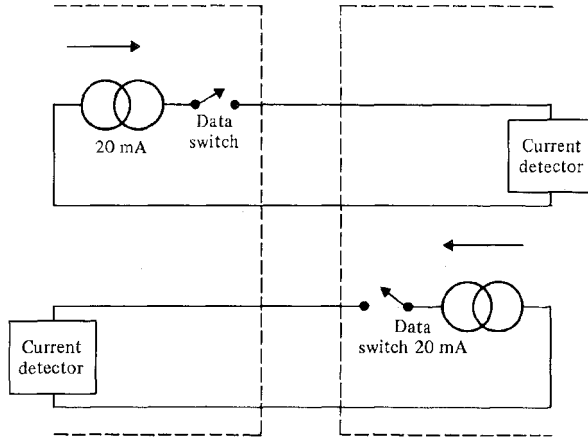 20 mA
Data
switch
Current
detector
Data
switch 20 mA
Current
detector